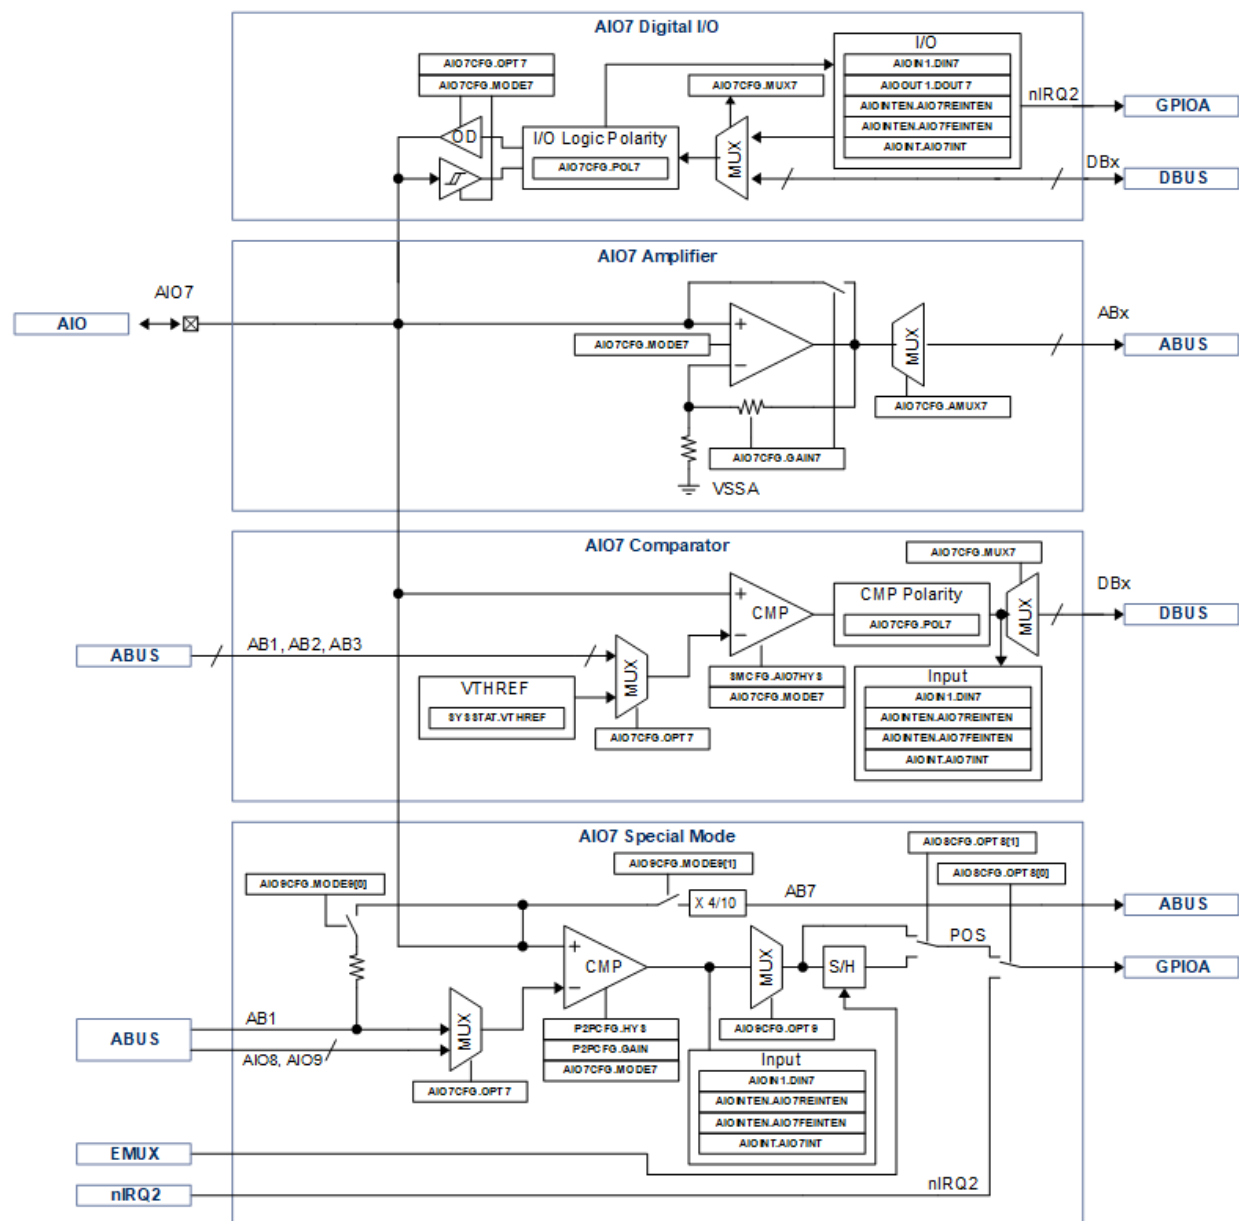 AIO7 Digital I/O
AIO7CFG.OPT7
AIO7CFG.MODE7
OD
I/O Logic Polarity
AIO7CFG.POL7
AIO7CFG.MUX7
MUX
I/O
AIOIN1.DIN7
AIOOUT1.DOUT7
AIOINTEN.AIO7REINTEN
AIOINTEN.AIO7FEINTEN
AIOINT.AIO7INT
nIRQ2
GPIOA
DBx
DBUS
AIO7 Amplifier
AIO7
AIO
AIO7CFG.MODE7
+
−
MUX
AIO7CFG.AMUX7
AIO7CFG.GAIN7
VSSA
ABx
ABUS
AIO7 Comparator
ABUS
AB1, AB2, AB3
VTHREF
SYSSTAT.VTHREF
MUX
AIO7CFG.OPT7
+
−
CMP
SMCFG.AIO7HYS
AIO7CFG.MODE7
CMP Polarity
AIO7CFG.POL7
AIO7CFG.MUX7
MUX
DBx
DBUS
Input
AIOIN1.DIN7
AIOINTEN.AIO7REINTEN
AIOINTEN.AIO7FEINTEN
AIOINT.AIO7INT
AIO7 Special Mode
AIO9CFG.MODE9[0]
AIO9CFG.MODE9[1]
X 4/10
AB7
ABUS
AIO8CFG.OPT8[1]
AIO8CFG.OPT8[0]
POS
GPIOA
+
−
CMP
MUX
S/H
AIO9CFG.OPT9
ABUS
AB1
AIO8, AIO9
MUX
AIO7CFG.OPT7
P2PCFG.HYS
P2PCFG.GAIN
AIO7CFG.MODE7
Input
AIOIN1.DIN7
AIOINTEN.AIO7REINTEN
AIOINTEN.AIO7FEINTEN
AIOINT.AIO7INT
EMUX
nIRQ2
nIRQ2